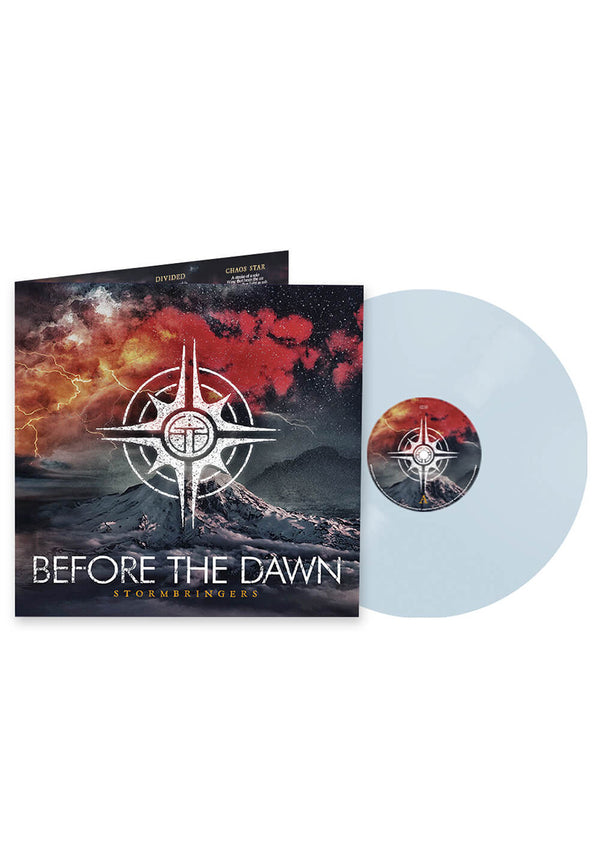 DIVIDED
CHAOS STAR
BEFORE THE DAWN
STORMBRINGERS
A